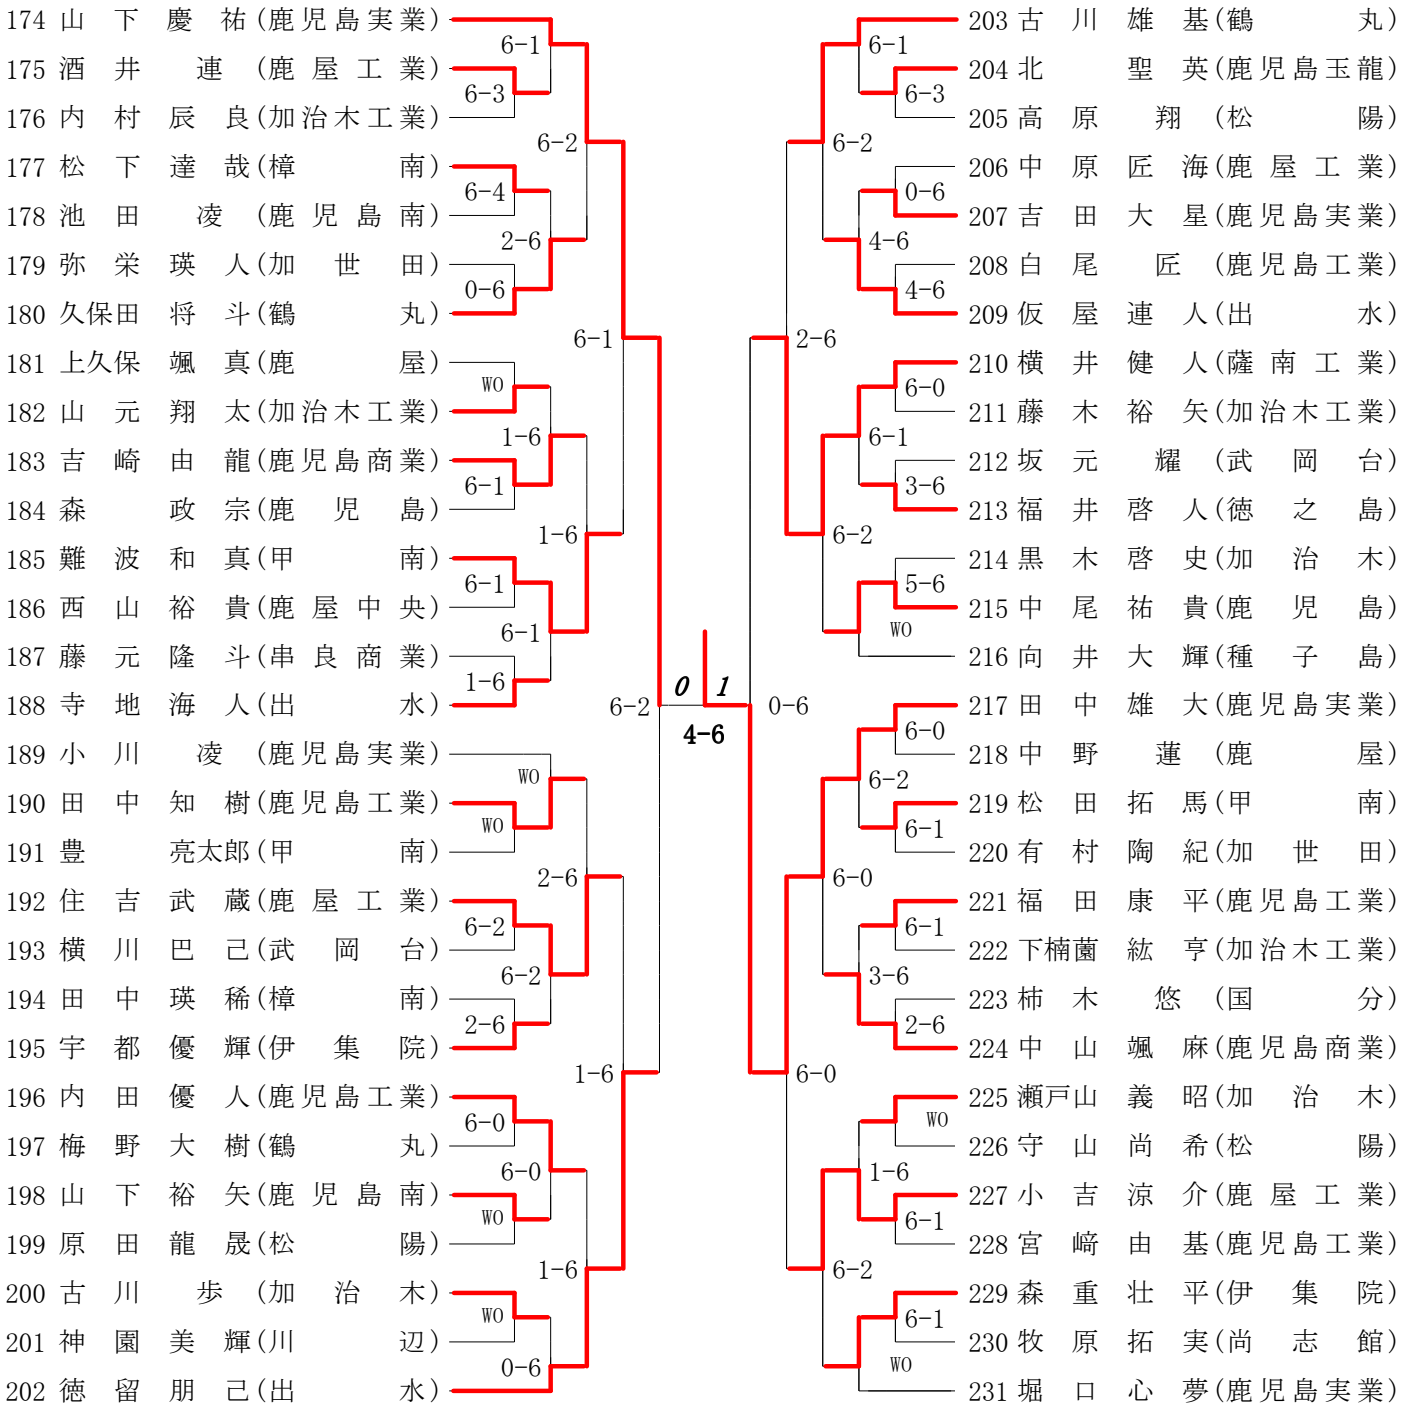 174 山下慶祐(鹿児島実業)
175 酒井連(鹿屋工業)
176 内村辰良(加治木工業)
177 松下達哉(樟南)
178 池田凌(鹿児島南)
179 弥栄瑛人(加世田)
180 久保田将斗(鶴丸)
181 上久保颯真(鹿屋)
182 山元翔太(加治木工業)
183 吉崎由龍(鹿児島商業)
184 森政宗(鹿児島)
185 難波和真(甲南)
186 西山裕貴(鹿屋中央)
187 藤元隆斗(串良商業)
188 寺地海人(出水)
189 小川凌(鹿児島実業)
190 田中知樹(鹿児島工業)
191 豊亮太郎(甲南)
192 住吉武蔵(鹿屋工業)
193 横川巴己(武岡台)
194 田中瑛稀(樟南)
195 宇都優輝(伊集院)
196 内田優人(鹿児島工業)
197 梅野大樹(鶴丸)
198 山下裕矢(鹿児島南)
199 原田龍晟(松陽)
200 古川歩(加治木)
201 神園美輝(川辺)
202 徳留朋己(出水)
6-1
6-3
6-2
6-4
2-6
0-6
6-1
WO
1-6
6-1
1-6
6-1
6-1
1-6
6-2
WO
WO
2-6
6-2
6-2
2-6
1-6
6-0
6-0
WO
1-6
WO
0-6
0 1
4-6
203 古川雄基(鶴丸)
204 北聖英(鹿児島玉龍)
205 高原翔(松陽)
206 中原匠海(鹿屋工業)
207 吉田大星(鹿児島実業)
208 白尾匠(鹿児島工業)
209 仮屋連人(出水)
210 横井健人(薩南工業)
211 藤木裕矢(加治木工業)
212 坂元耀(武岡台)
213 福井啓人(徳之島)
214 黒木啓史(加治木)
215 中尾祐貴(鹿児島)
216 向井大輝(種子島)
217 田中雄大(鹿児島実業)
218 中野蓮(鹿屋)
219 松田拓馬(甲南)
220 有村陶紀(加世田)
221 福田康平(鹿児島工業)
222 下楠薗紘亨(加治木工業)
223 柿木悠(国分)
224 中山颯麻(鹿児島商業)
225 瀬戸山義昭(加治木)
226 守山尚希(松陽)
227 小吉涼介(鹿屋工業)
228 宮﨑由基(鹿児島工業)
229 森重壮平(伊集院)
230 牧原拓実(尚志館)
231 堀口心夢(鹿児島実業)
6-1
6-3
6-2
0-6
4-6
4-6
2-6
6-0
6-1
3-6
6-2
5-6
WO
0-6
6-0
6-2
6-1
6-0
6-1
3-6
2-6
6-0
WO
1-6
6-1
6-2
6-1
WO